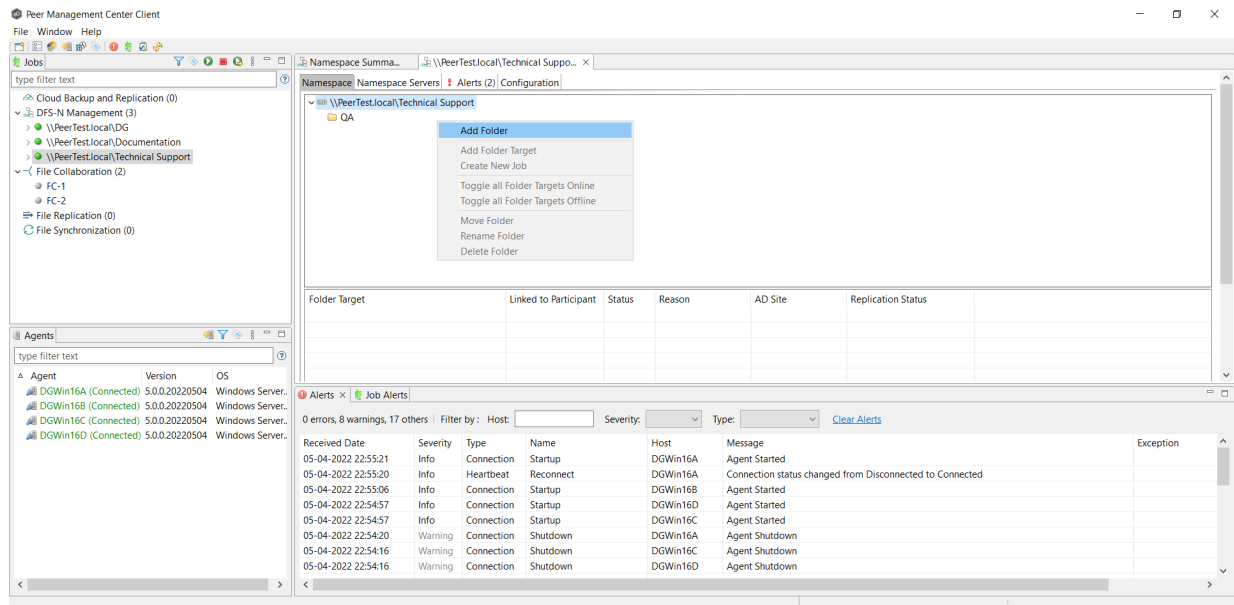 Peer Management Center Client
File Window Help
Jobs
type filter text
Cloud Backup and Replication (0)
DFS-N Management (3)
\\PeerTest.local\DG
\\PeerTest.local\Documentation
\\PeerTest.local\Technical Support
File Collaboration (2)
FC-1
FC-2
File Replication (0)
File Synchronization (0)
Namespace Summa... \\PeerTest.local\Technical Suppo...
Namespace Namespace Servers Alerts (2) Configuration
\\PeerTest.local\Technical Support
QA
Add Folder
Add Folder Target
Create New Job
Toggle all Folder Targets Online
Toggle all Folder Targets Offline
Move Folder
Rename Folder
Delete Folder
Folder Target Linked to Participant Status Reason AD Site Replication Status
Agents
type filter text
Agent Version OS
DGWin16A (Connected) 5.0.0.20220504 Windows Server..
DGWin16B (Connected) 5.0.0.20220504 Windows Server..
DGWin16C (Connected) 5.0.0.20220504 Windows Server..
DGWin16D (Connected) 5.0.0.20220504 Windows Server..
Alerts Job Alerts
0 errors, 8 warnings, 17 others Filter by : Host: Severity: Type: Clear Alerts
Received Date Severity Type Name Host Message Exception
05-04-2022 22:55:21 Info Connection Startup DGWin16A Agent Started
05-04-2022 22:55:20 Info Heartbeat Reconnect DGWin16A Connection status changed from Disconnected to Connected
05-04-2022 22:55:06 Info Connection Startup DGWin16B Agent Started
05-04-2022 22:54:57 Info Connection Startup DGWin16D Agent Started
05-04-2022 22:54:57 Info Connection Startup DGWin16C Agent Started
05-04-2022 22:54:20 Warning Connection Shutdown DGWin16A Agent Shutdown
05-04-2022 22:54:16 Warning Connection Shutdown DGWin16C Agent Shutdown
05-04-2022 22:54:16 Warning Connection Shutdown DGWin16D Agent Shutdown